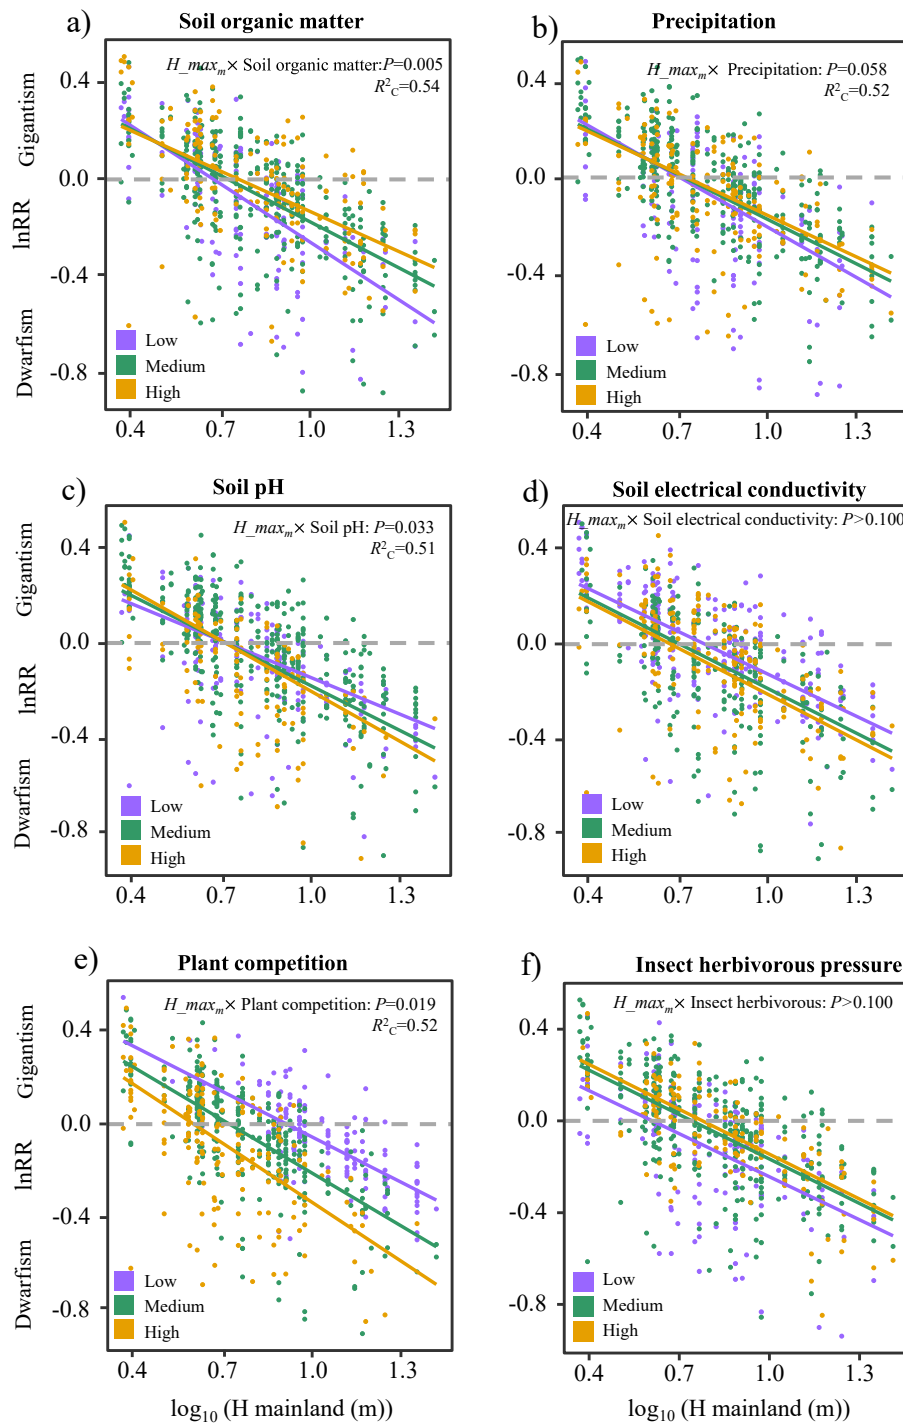 a) Soil organic matter
H_maxₘ× Soil organic matter:P=0.005
R²C=0.54
0.4
0.0
-0.4
-0.8
Gigantism
lnRR
Dwarfism
Low
Medium
High
0.4 0.7 1.0 1.3
b) Precipitation
H_maxₘ× Precipitation: P=0.058
R²C=0.52
0.4
0.0
-0.4
-0.8
Low
Medium
High
0.4 0.7 1.0 1.3
c) Soil pH
H_maxₘ× Soil pH: P=0.033
R²C=0.51
0.4
0.0
-0.4
-0.8
Gigantism
lnRR
Dwarfism
Low
Medium
High
0.4 0.7 1.0 1.3
d) Soil electrical conductivity
H_maxₘ× Soil electrical conductivity: P>0.100
0.4
0.0
-0.4
-0.8
Low
Medium
High
0.4 0.7 1.0 1.3
e) Plant competition
H_maxₘ× Plant competition: P=0.019
R²C=0.52
0.4
0.0
-0.4
-0.8
Gigantism
lnRR
Dwarfism
Low
Medium
High
0.4 0.7 1.0 1.3
log₁₀ (H mainland (m))
f) Insect herbivorous pressure
H_maxₘ× Insect herbivorous: P>0.100
0.4
0.0
-0.4
-0.8
Low
Medium
High
0.4 0.7 1.0 1.3
log₁₀ (H mainland (m))